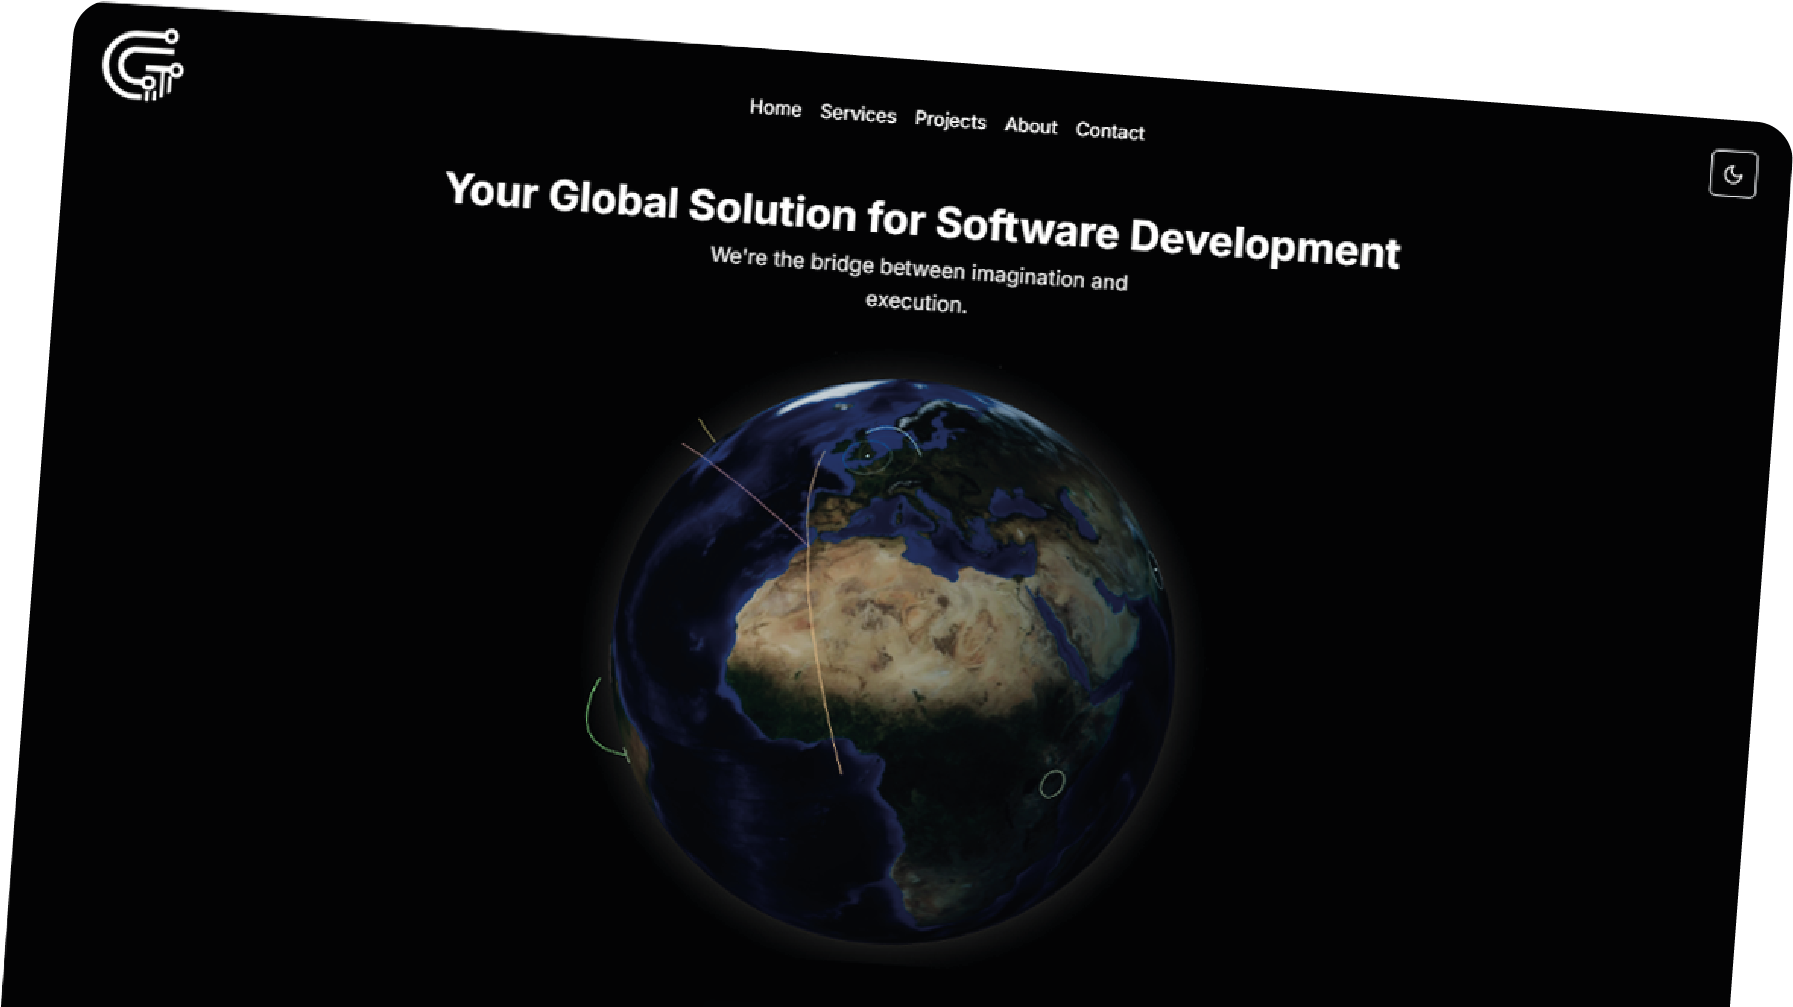 Home Services Projects About Contact
Your Global Solution for Software Development
We're the bridge between imagination and
execution.